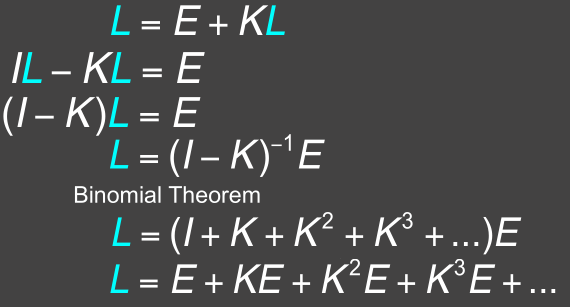 L = E + KL
IL – KL = E
(I – K)L = E
L = (I – K)⁻¹E
Binomial Theorem
L = (I + K + K² + K³ + ...)E
L = E + KE + K²E + K³E + ...